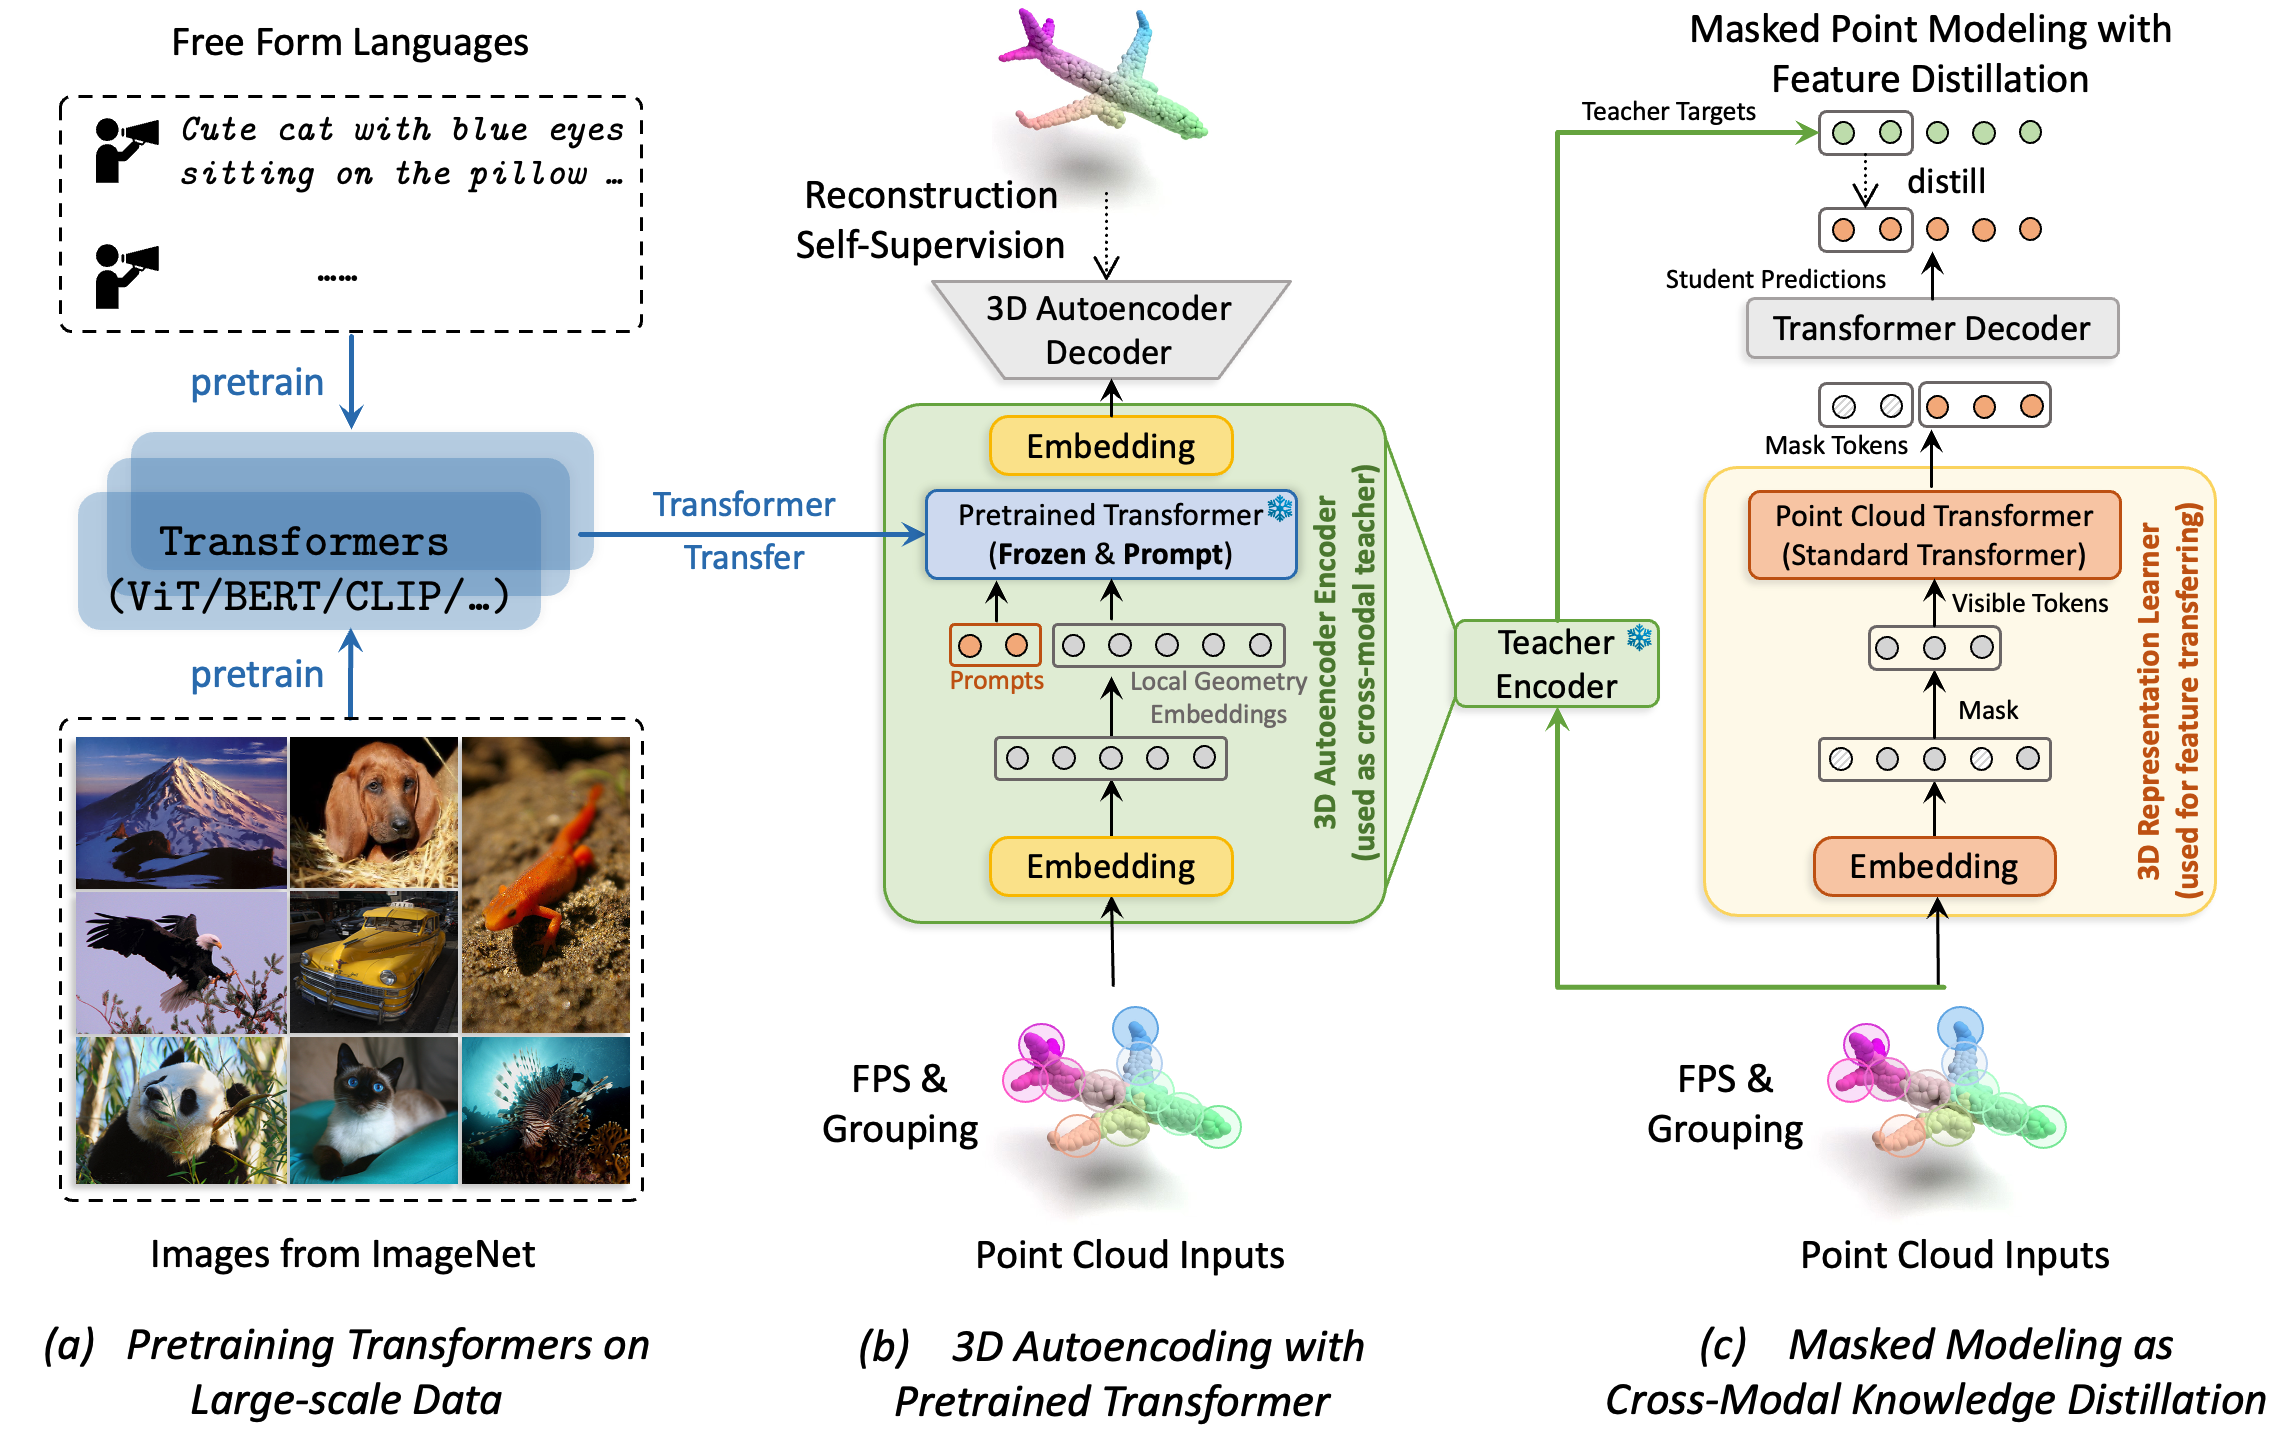 Free Form Languages
Cute cat with blue eyes
sitting on the pillow …
……
pretrain
Transformers
(ViT/BERT/CLIP/…)
pretrain
Images from ImageNet
(a) Pretraining Transformers on
Large-scale Data
Transformer
Transfer
Reconstruction
Self-Supervision
3D Autoencoder
Decoder
Embedding
Pretrained Transformer
(Frozen & Prompt)
Prompts
Local Geometry
Embeddings
Embedding
3D Autoencoder Encoder
(used as cross-modal teacher)
FPS &
Grouping
Point Cloud Inputs
(b) 3D Autoencoding with
Pretrained Transformer
Teacher
Encoder
Masked Point Modeling with
Feature Distillation
Teacher Targets
distill
Student Predictions
Transformer Decoder
Mask Tokens
Point Cloud Transformer
(Standard Transformer)
Visible Tokens
Mask
Embedding
3D Representation Learner
(used for feature transferring)
FPS &
Grouping
Point Cloud Inputs
(c) Masked Modeling as
Cross-Modal Knowledge Distillation